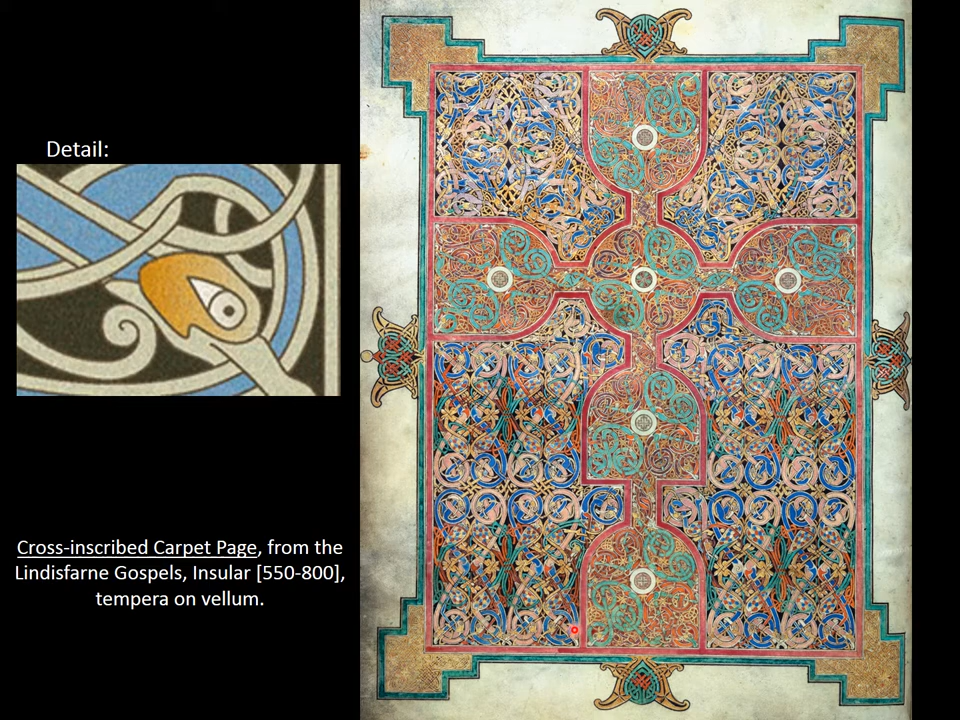 Detail:
Cross-inscribed Carpet Page, from the
Lindisfarne Gospels, Insular [550-800],
tempera on vellum.